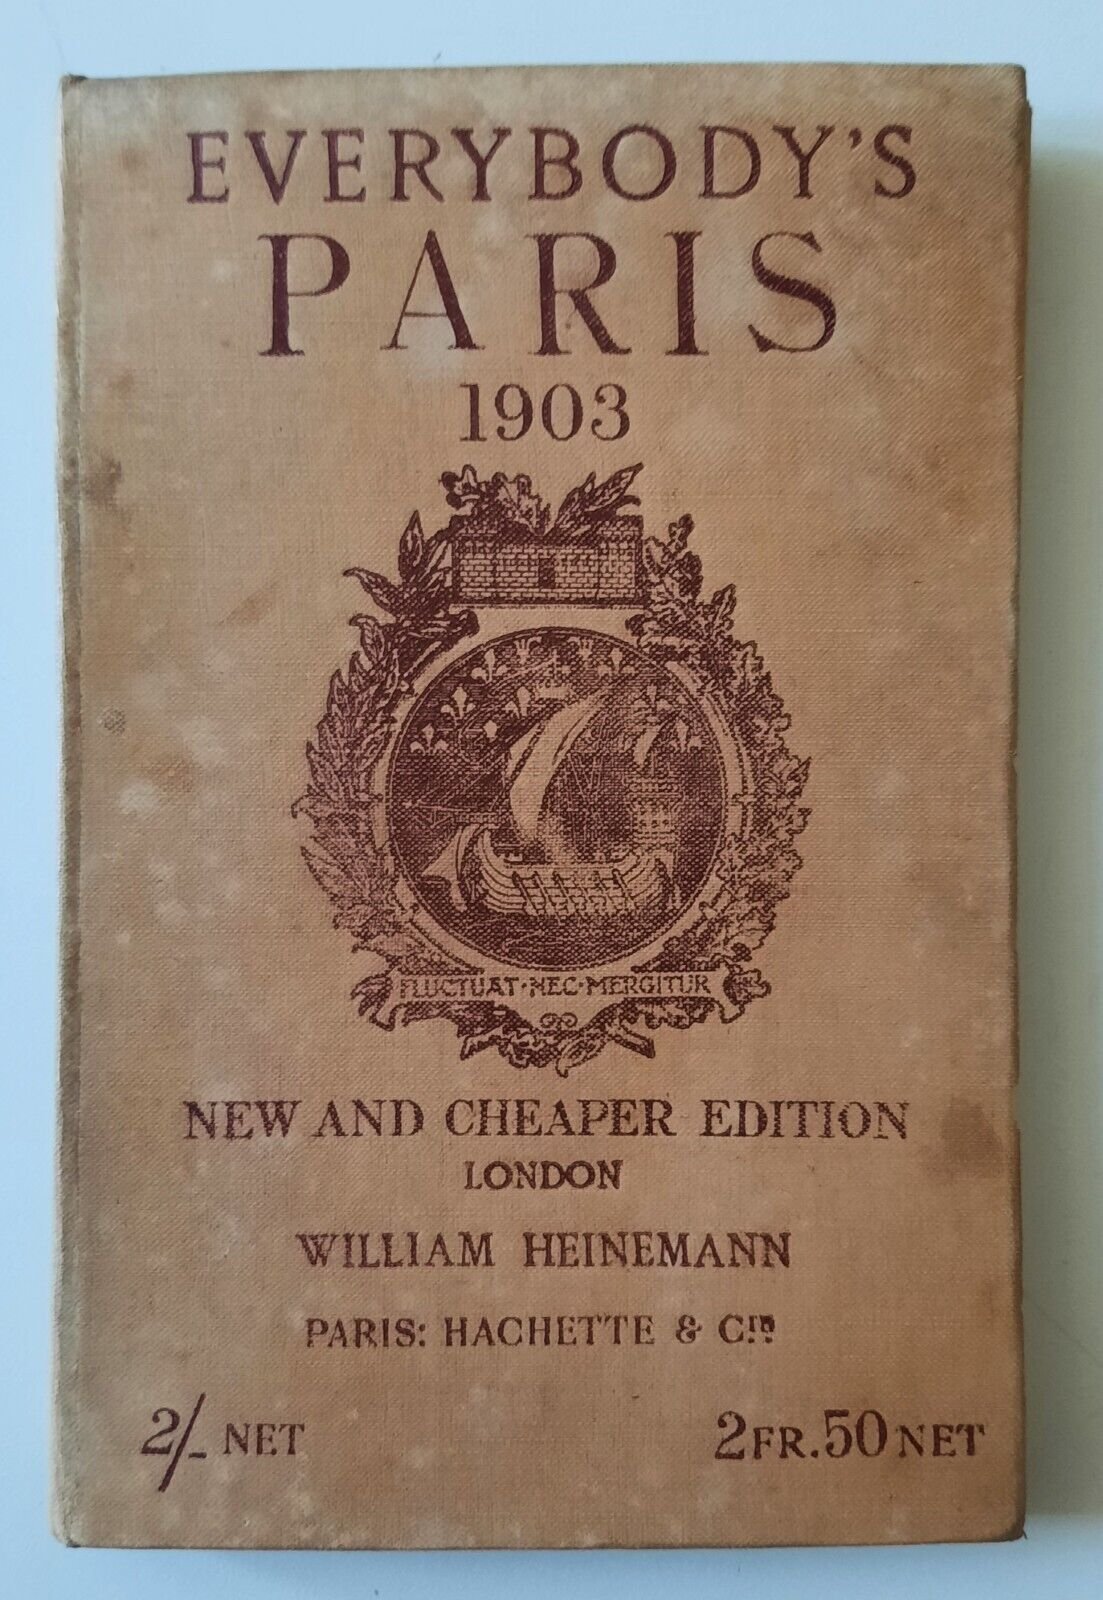 EVERYBODY'S
PARIS
1903
FLUCTUAT·NEC·MERGITUR
NEW AND CHEAPER EDITION
LONDON
WILLIAM HEINEMANN
PARIS: HACHETTE & CIE
2/- NET
2FR.50 NET